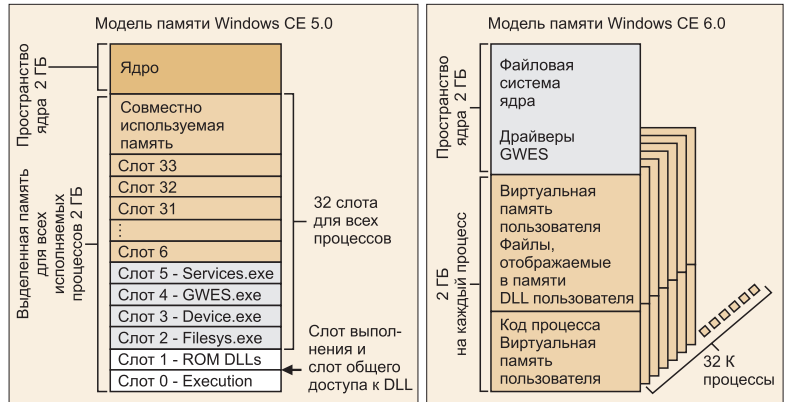 Модель памяти Windows CE 5.0
Пространство
ядра 2 ГБ
Ядро
Совместно
используемая
память
Слот 33
Слот 32
Слот 31
⋮
Слот 6
Слот 5 - Services.exe
Слот 4 - GWES.exe
Слот 3 - Device.exe
Слот 2 - Filesys.exe
Слот 1 - ROM DLLs
Слот 0 - Execution
Выделенная память
для всех
исполняемых
процессов 2 ГБ
32 слота
для всех
процессов
Слот выпол-
нения и
слот общего
доступа к DLL
Модель памяти Windows CE 6.0
Пространство
ядра 2 ГБ
Файловая
система
ядра
Драйверы
GWES
2 ГБ
на каждый процесс
Виртуальная
память
пользователя
Файлы,
отображаемые
в памяти
DLL пользователя
Код процесса
Виртуальная
память
пользователя
32 К
процессы